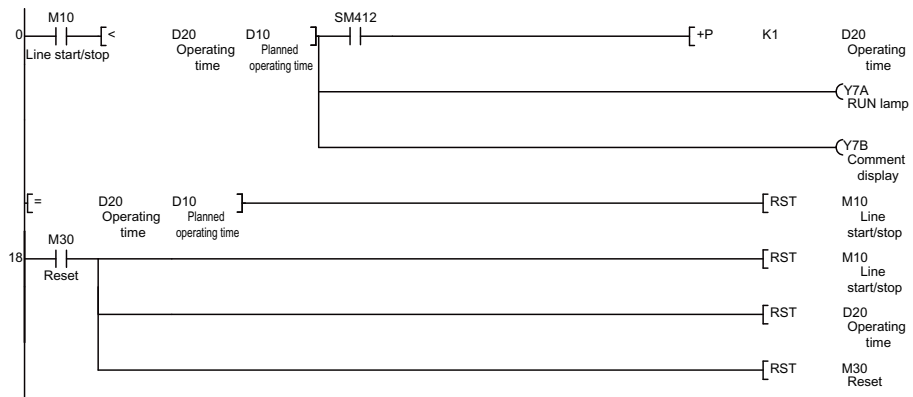 M10 SM412
0 [< D20 D10 ] [+P K1 D20
Line start/stop Operating time Planned operating time Operating time
Y7A
RUN lamp
Y7B
Comment display
[= D20 D10 ] [RST M10
Operating time Planned operating time Line start/stop
M30
18 [RST M10
Reset Line start/stop
[RST D20
Operating time
[RST M30
Reset